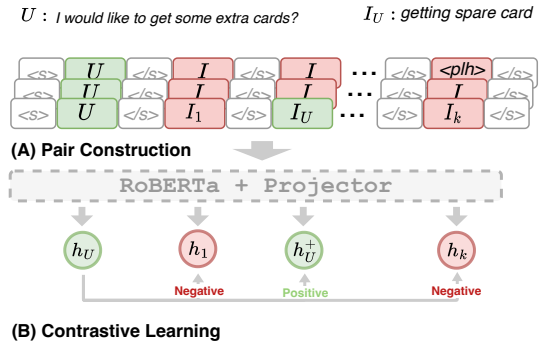 U : I would like to get some extra cards? I_U : getting spare card
<s> U </s> I </s> I ... </s> <plh> </s>
<s> U </s> I </s> I ... </s> I </s>
<s> U </s> I_1 </s> I_U </s> ... </s> I_k </s>
(A) Pair Construction
RoBERTa + Projector
h_U h_1 h_U^+ h_k
Negative Positive Negative
(B) Contrastive Learning